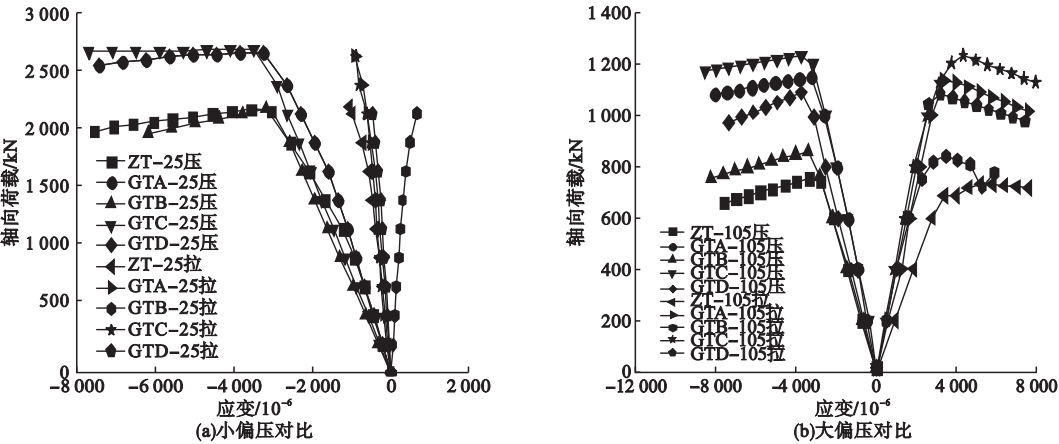 3 000
2 500
2 000
1 500
1 000
500
0
轴向荷载/kN
ZT-25压
GTA-25压
GTB-25压
GTC-25压
GTD-25压
ZT-25拉
GTA-25拉
GTB-25拉
GTC-25拉
GTD-25拉
-8 000 -6 000 -4 000 -2 000 0 2 000
应变/10⁻⁶
(a)小偏压对比
1 400
1 200
1 000
800
600
400
200
0
轴向荷载/kN
ZT-105压
GTA-105压
GTB-105压
GTC-105压
GTD-105压
ZT-105拉
GTA-105拉
GTB-105拉
GTC-105拉
GTD-105拉
-12 000 -8 000 -4 000 0 4 000 8 000
应变/10⁻⁶
(b)大偏压对比